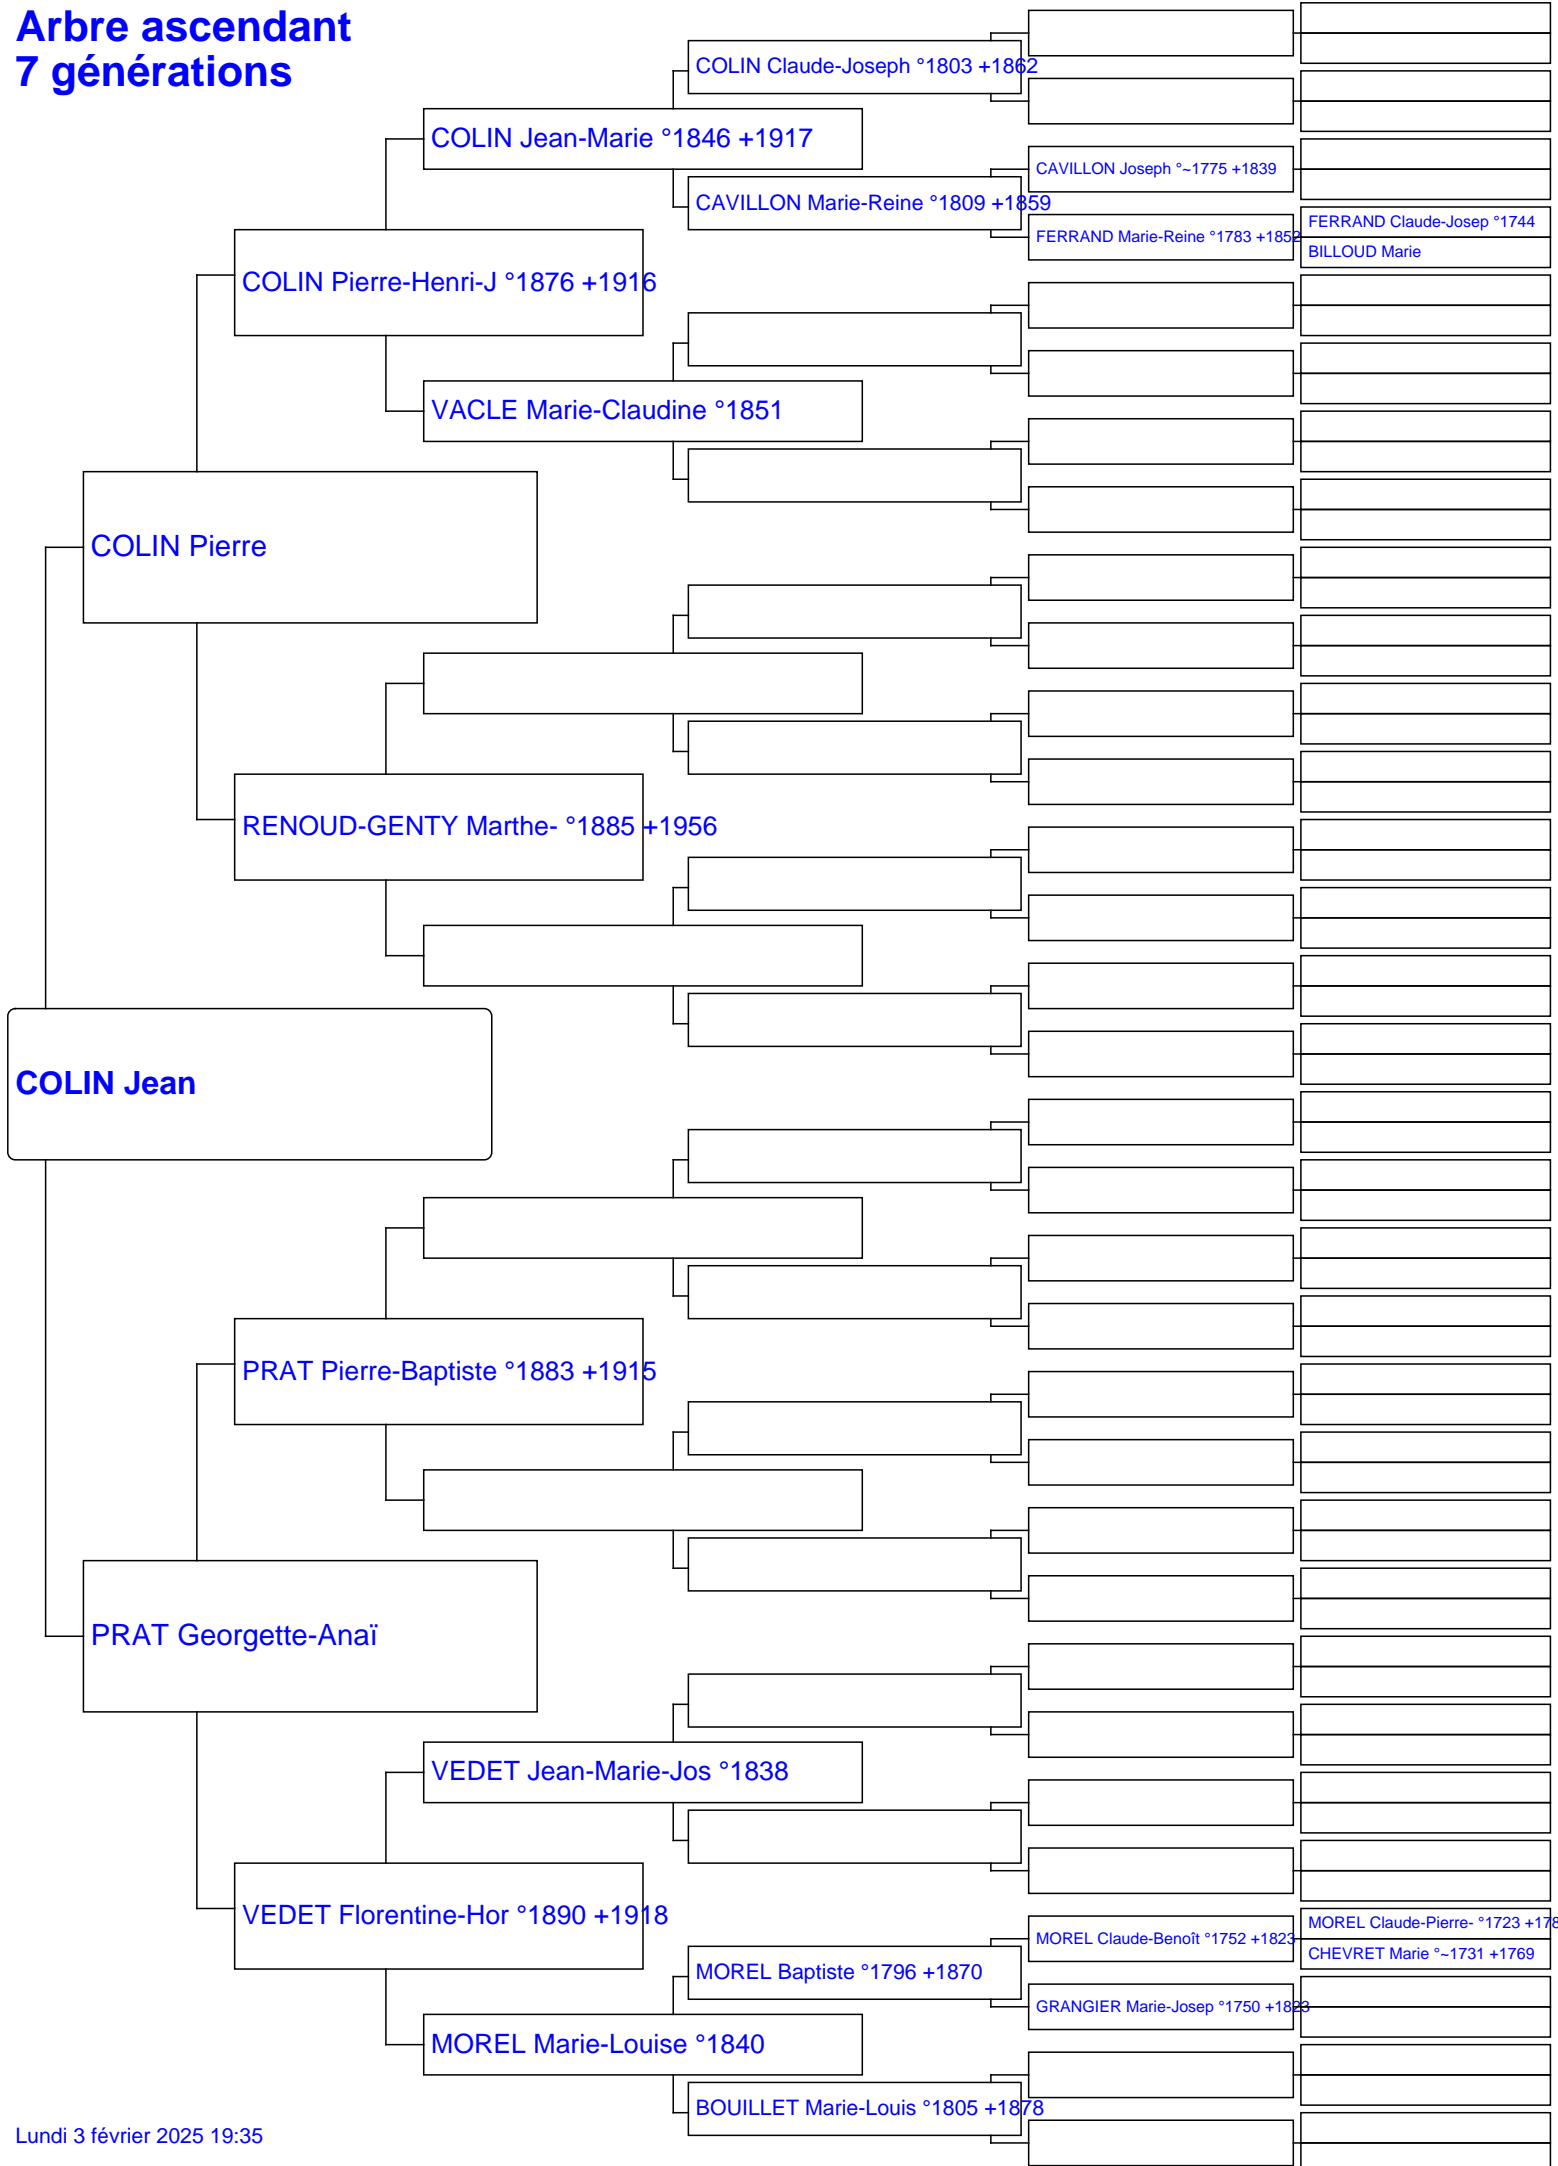 Arbre ascendant
7 générations
COLIN Claude-Joseph °1803 +1862
COLIN Jean-Marie °1846 +1917
CAVILLON Joseph °~1775 +1839
CAVILLON Marie-Reine °1809 +1859
FERRAND Claude-Josep °1744
FERRAND Marie-Reine °1783 +1852
BILLOUD Marie
COLIN Pierre-Henri-J °1876 +1916
VACLE Marie-Claudine °1851
COLIN Pierre
RENOUD-GENTY Marthe- °1885 +1956
COLIN Jean
PRAT Pierre-Baptiste °1883 +1915
PRAT Georgette-Anaï
VEDET Jean-Marie-Jos °1838
VEDET Florentine-Hor °1890 +1918
MOREL Claude-Pierre- °1723 +178
MOREL Claude-Benoît °1752 +1823
CHEVRET Marie °~1731 +1769
MOREL Baptiste °1796 +1870
GRANGIER Marie-Josep °1750 +1823
MOREL Marie-Louise °1840
BOUILLET Marie-Louis °1805 +1878
Lundi 3 février 2025 19:35